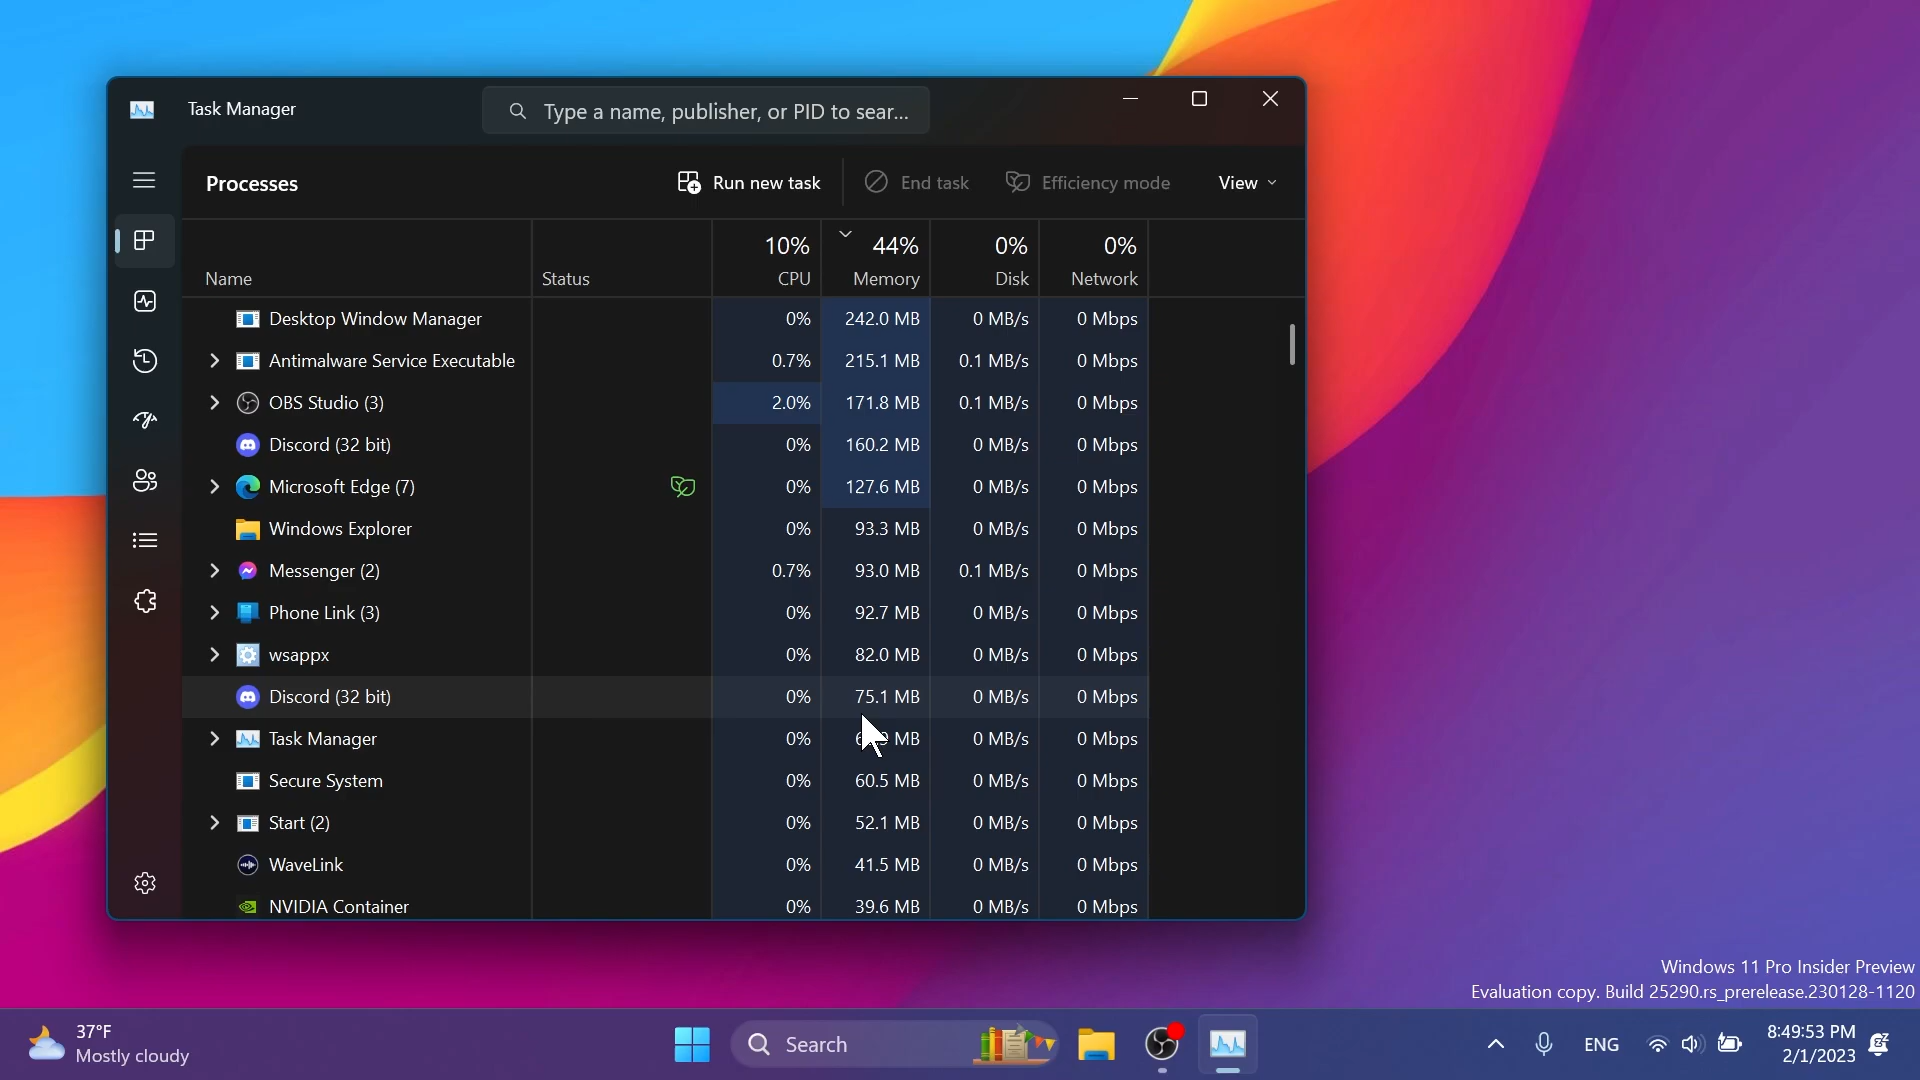 Task Manager
Type a name, publisher, or PID to sear...
Processes
Run new task
End task
Efficiency mode
View
10% 44% 0% 0%
Name Status CPU Memory Disk Network
Desktop Window Manager 0% 242.0 MB 0 MB/s 0 Mbps
Antimalware Service Executable 0.7% 215.1 MB 0.1 MB/s 0 Mbps
OBS Studio (3) 2.0% 171.8 MB 0.1 MB/s 0 Mbps
Discord (32 bit) 0% 160.2 MB 0 MB/s 0 Mbps
Microsoft Edge (7) 0% 127.6 MB 0 MB/s 0 Mbps
Windows Explorer 0% 93.3 MB 0 MB/s 0 Mbps
Messenger (2) 0.7% 93.0 MB 0.1 MB/s 0 Mbps
Phone Link (3) 0% 92.7 MB 0 MB/s 0 Mbps
wsappx 0% 82.0 MB 0 MB/s 0 Mbps
Discord (32 bit) 0% 75.1 MB 0 MB/s 0 Mbps
Task Manager 0% MB 0 MB/s 0 Mbps
Secure System 0% 60.5 MB 0 MB/s 0 Mbps
Start (2) 0% 52.1 MB 0 MB/s 0 Mbps
WaveLink 0% 41.5 MB 0 MB/s 0 Mbps
NVIDIA Container 0% 39.6 MB 0 MB/s 0 Mbps
Windows 11 Pro Insider Preview
Evaluation copy. Build 25290.rs_prerelease.230128-1120
37°F
Mostly cloudy
Search
ENG
8:49:53 PM
2/1/2023